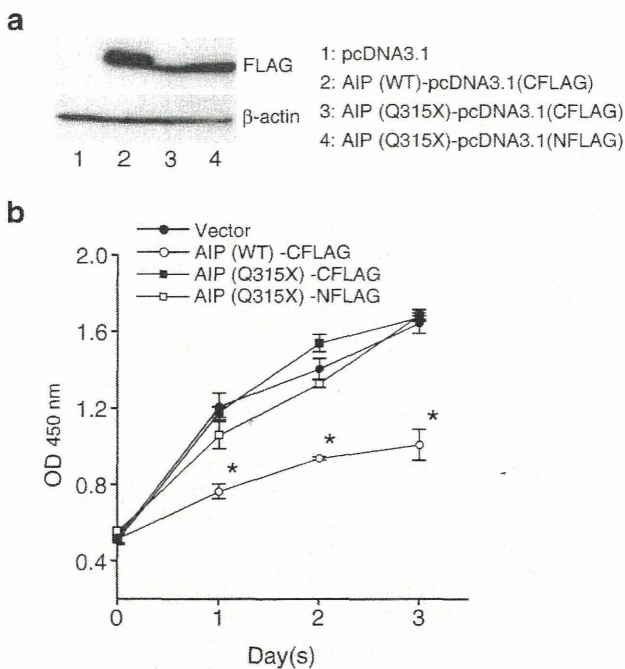 a
FLAG
β-actin
1 2 3 4
1: pcDNA3.1
2: AIP (WT)-pcDNA3.1(CFLAG)
3: AIP (Q315X)-pcDNA3.1(CFLAG)
4: AIP (Q315X)-pcDNA3.1(NFLAG)
b
Vector
AIP (WT) -CFLAG
AIP (Q315X) -CFLAG
AIP (Q315X) -NFLAG
2.0
1.6
1.2
0.8
0.4
OD 450 nm
* * *
0 1 2 3
Day(s)